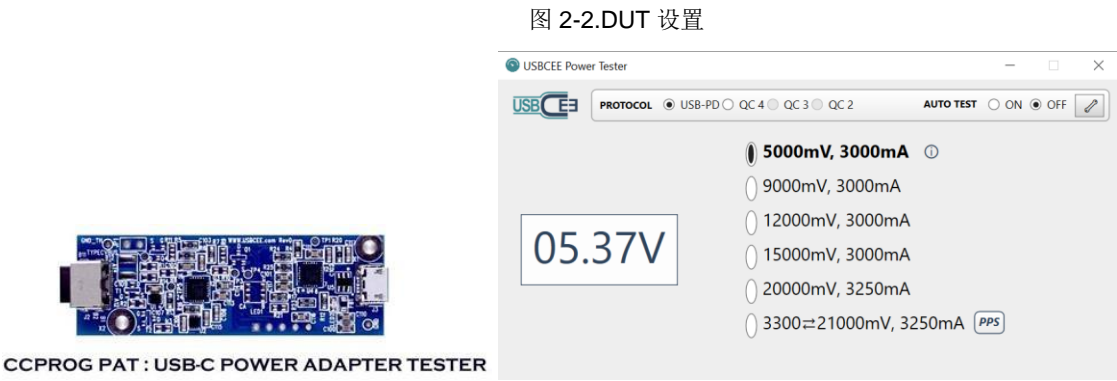 图 2-2.DUT 设置
USBCEE Power Tester
USBCEE
PROTOCOL USB-PD QC 4 QC 3 QC 2 AUTO TEST ON OFF
5000mV, 3000mA
9000mV, 3000mA
12000mV, 3000mA
05.37V
15000mV, 3000mA
20000mV, 3250mA
3300⇄21000mV, 3250mA PPS
WWW.USBCEE.com
CCPROG PAT : USB-C POWER ADAPTER TESTER